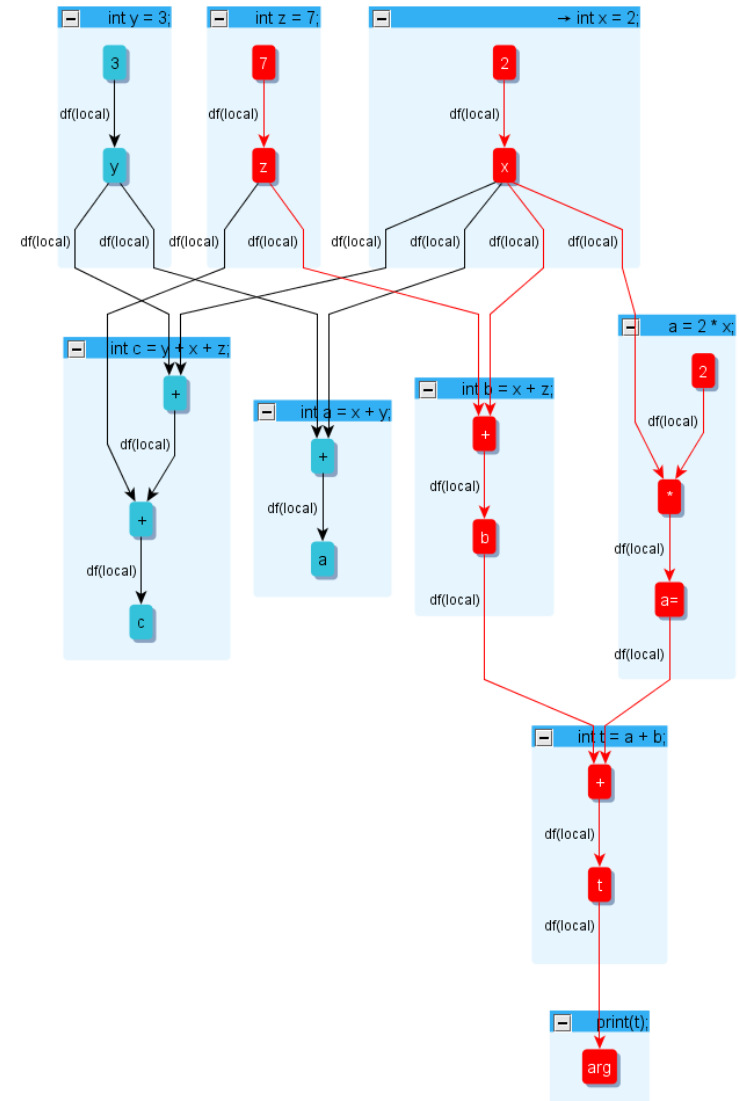 int y = 3;
int z = 7;
→ int x = 2;
3
7
2
df(local)
df(local)
df(local)
y
z
x
df(local)
df(local)
df(local)
df(local)
df(local)
df(local)
df(local)
df(local)
int c = y + x + z;
a = 2 * x;
int a = x + y;
int b = x + z;
2
+
+
+
df(local)
df(local)
df(local)
df(local)
*
+
df(local)
b
a
df(local)
a=
df(local)
c
df(local)
int t = a + b;
+
df(local)
t
df(local)
print(t);
arg